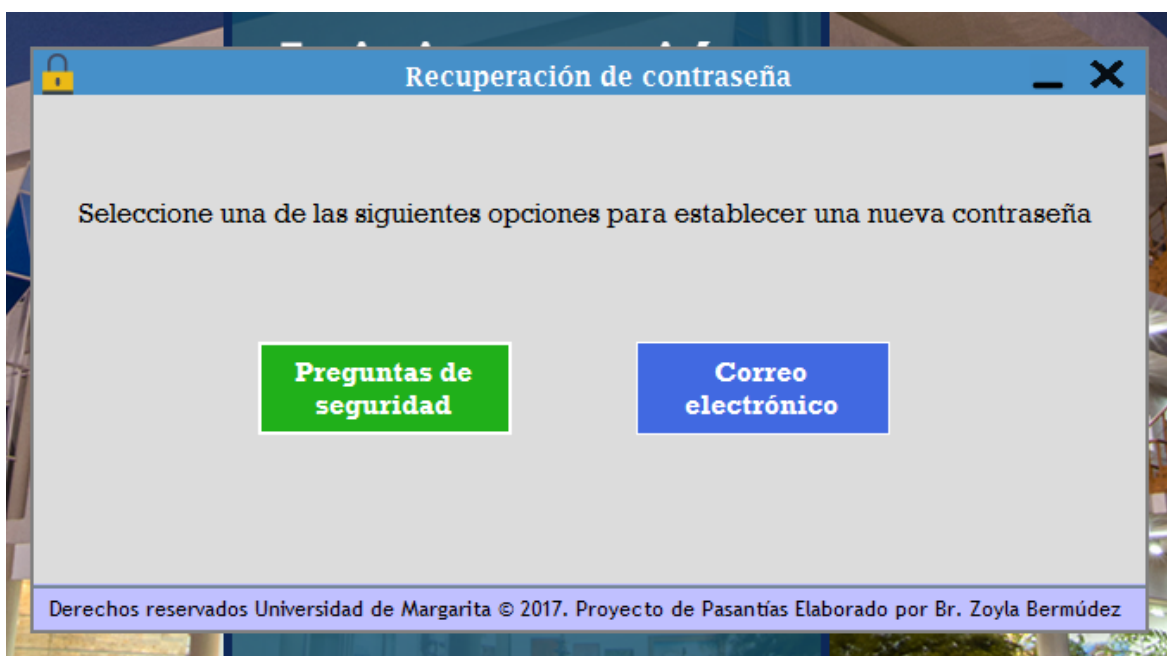 Recuperación de contraseña
Seleccione una de las siguientes opciones para establecer una nueva contraseña
Preguntas de
seguridad
Correo
electrónico
Derechos reservados Universidad de Margarita © 2017. Proyecto de Pasantías Elaborado por Br. Zoyla Bermúdez